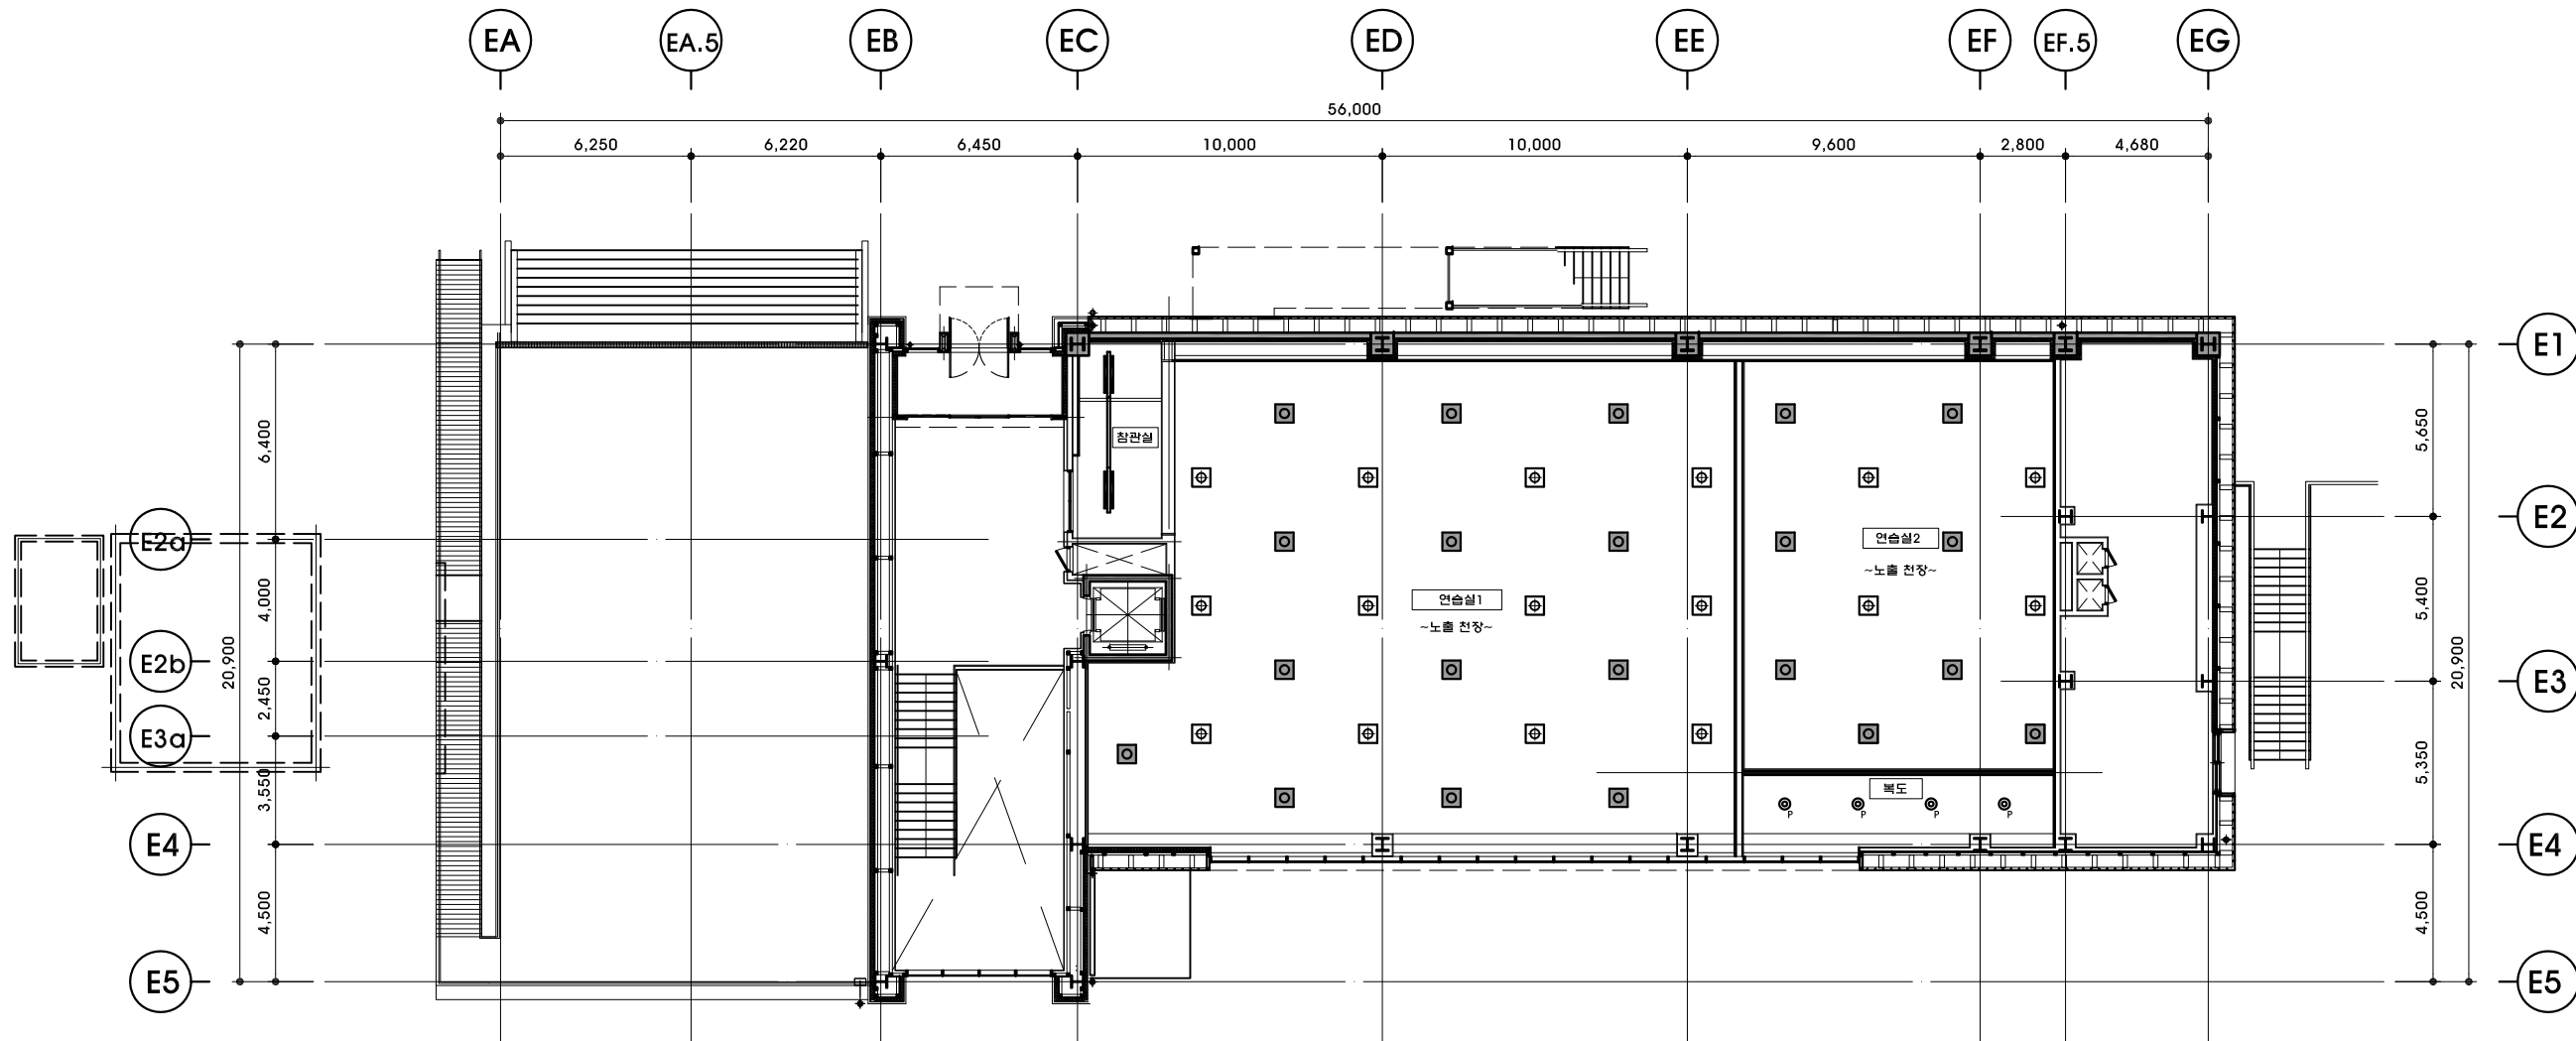 EA EA.5 EB EC ED EE EF EF.5 EG
56,000
6,250 6,220 6,450 10,000 10,000 9,600 2,800 4,680
E1
6,400
5,650
참관실
E2a
E2
연습실2
~노출 천장~
4,000
5,400
연습실1
~노출 천장~
20,900
20,900
E2b
E3
2,450
E3a
3,550
5,350
복도
P P P P
E4
E4
4,500
4,500
E5
E5